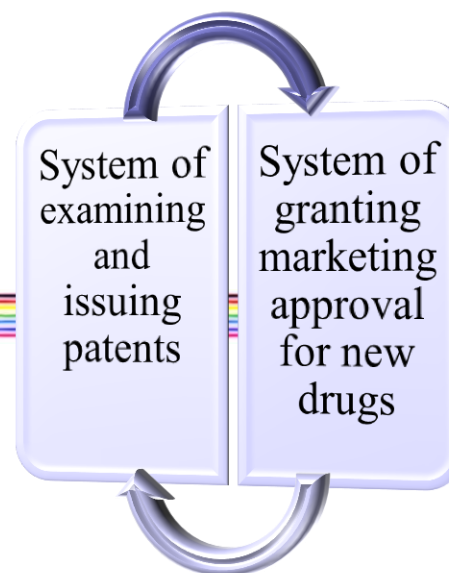 System of
examining
and
issuing
patents
System of
granting
marketing
approval
for new
drugs